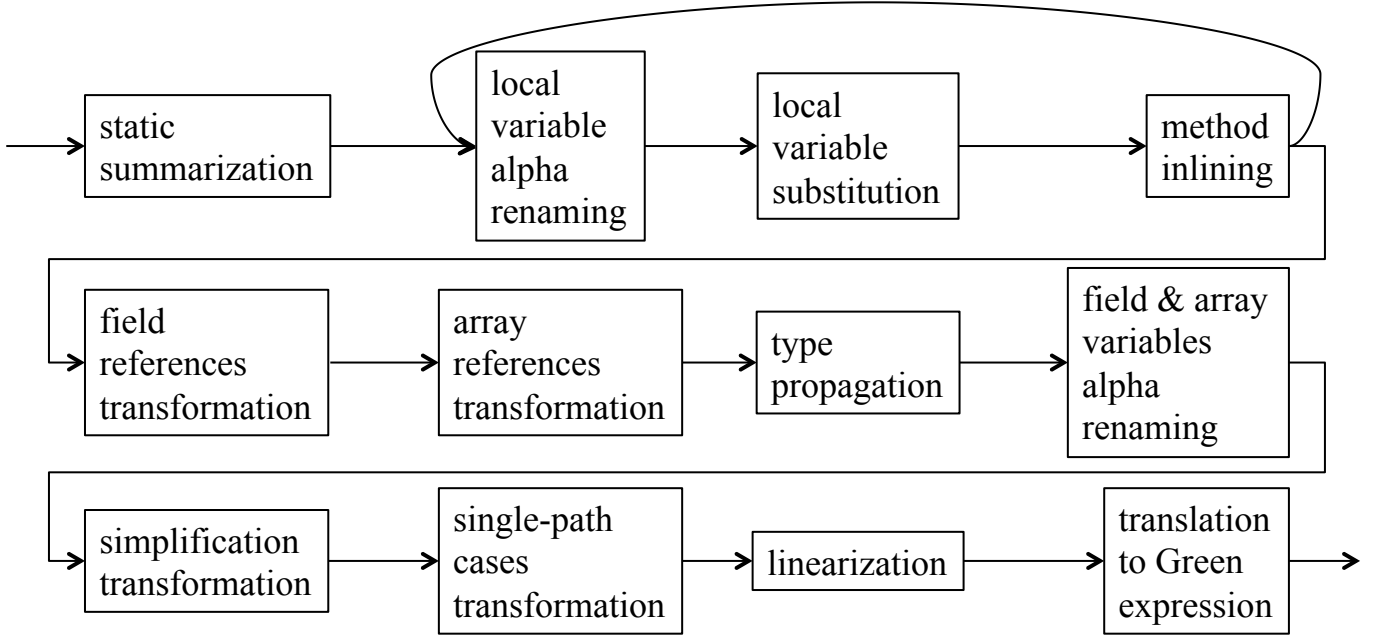 static
summarization
local
variable
alpha
renaming
local
variable
substitution
method
inlining
field
references
transformation
array
references
transformation
type
propagation
field & array
variables
alpha
renaming
simplification
transformation
single-path
cases
transformation
linearization
translation
to Green
expression